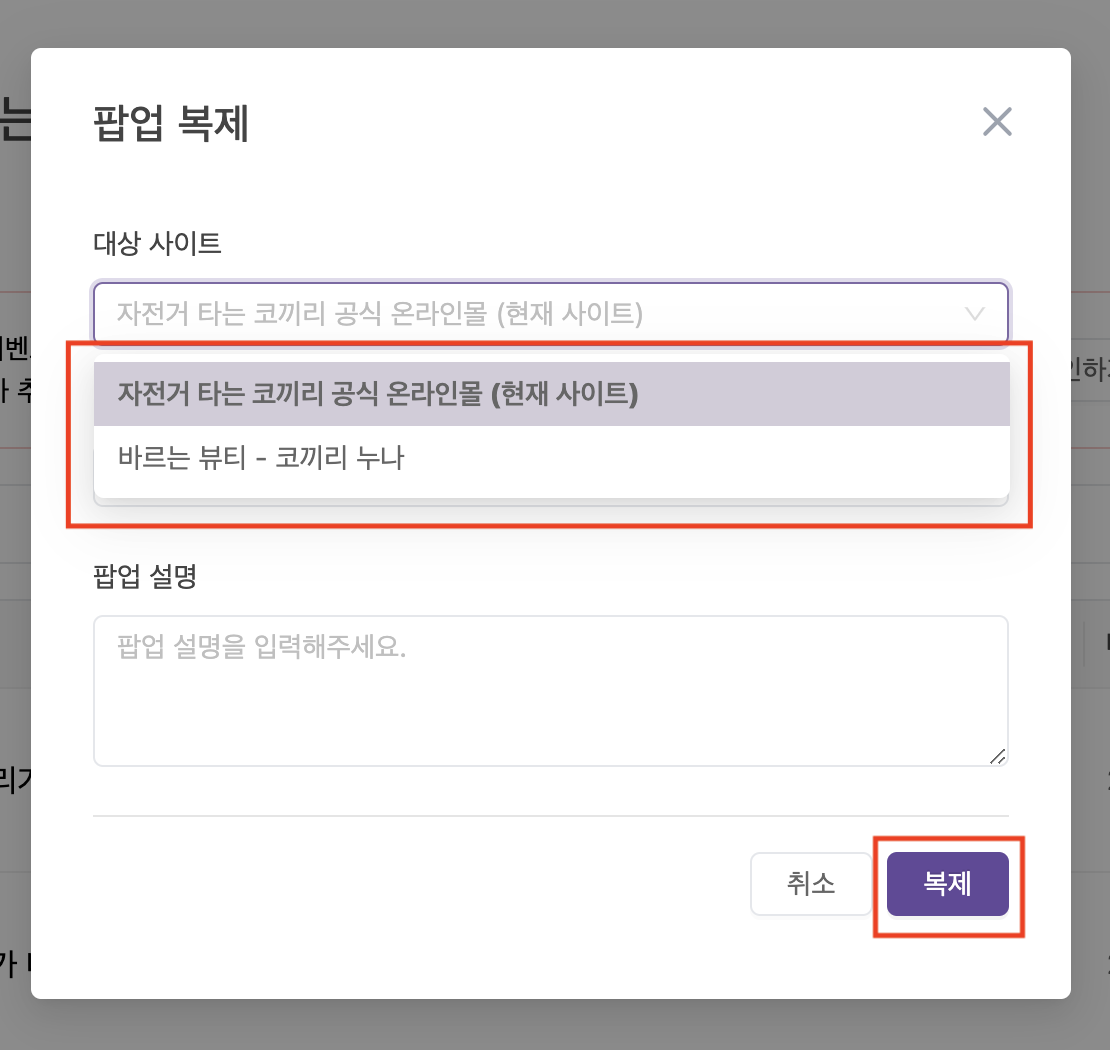 팝업 복제
대상 사이트
자전거 타는 코끼리 공식 온라인몰 (현재 사이트)
자전거 타는 코끼리 공식 온라인몰 (현재 사이트)
바르는 뷰티 - 코끼리 누나
팝업 설명
팝업 설명을 입력해주세요.
취소
복제